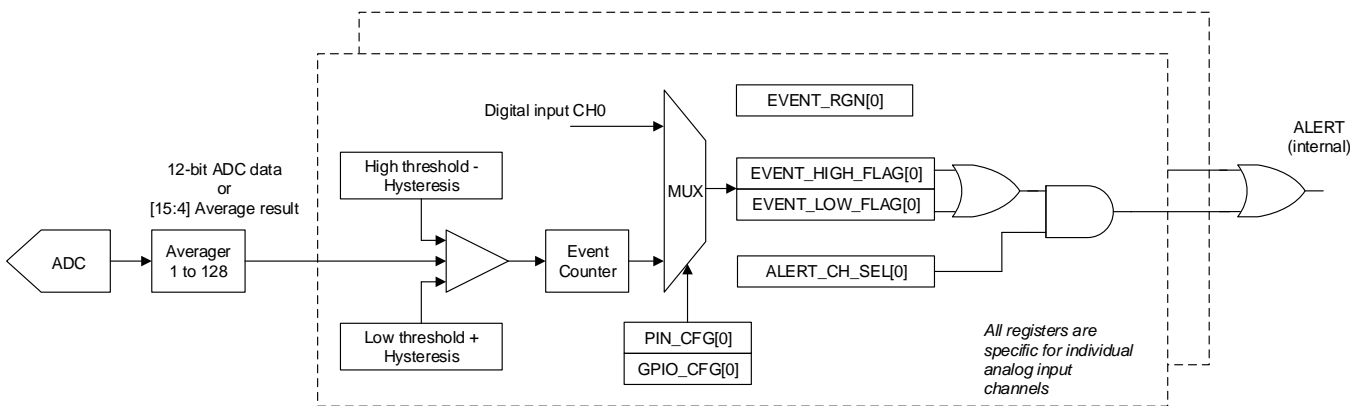 Digital input CH0
EVENT_RGN[0]
ALERT
(internal)
12-bit ADC data
or
[15:4] Average result
High threshold -
Hysteresis
MUX
EVENT_HIGH_FLAG[0]
EVENT_LOW_FLAG[0]
ADC
Averager
1 to 128
Event
Counter
ALERT_CH_SEL[0]
Low threshold +
Hysteresis
PIN_CFG[0]
GPIO_CFG[0]
All registers are
specific for individual
analog input
channels